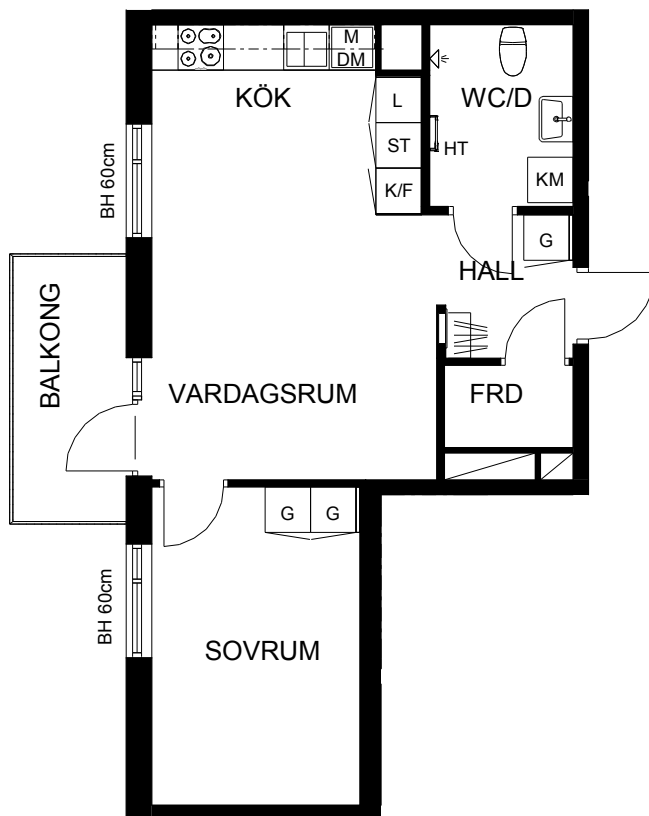 M
DM
KÖK
L
WC/D
ST
HT
K/F
KM
BH 60cm
G
HALL
BALKONG
VARDAGSRUM
FRD
G
G
BH 60cm
SOVRUM